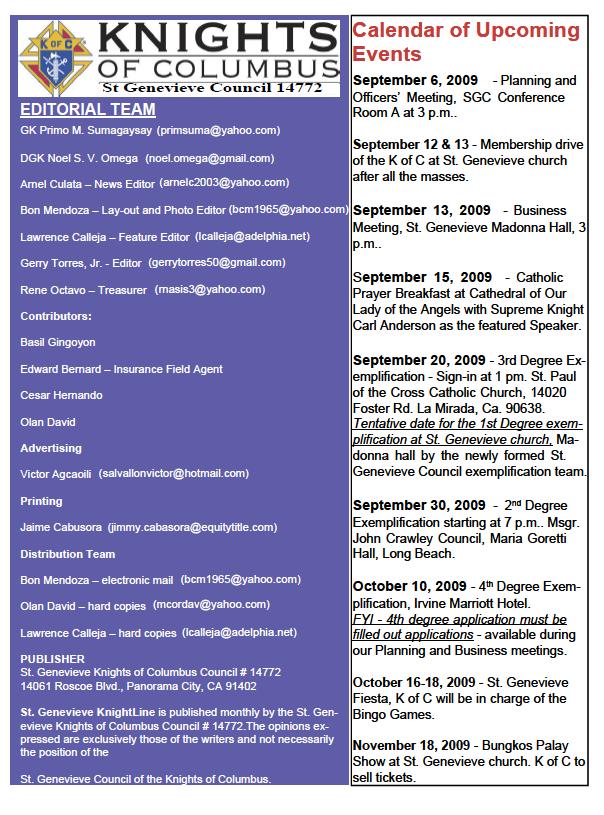 K of C
KNIGHTS
OF COLUMBUS
St Genevieve Council 14772
EDITORIAL TEAM
GK Primo M. Sumagaysay (primsuma@yahoo.com)
DGK Noel S. V. Omega (noel.omega@gmail.com)
Arnel Culata – News Editor (arnelc2003@yahoo.com)
Bon Mendoza – Lay-out and Photo Editor (bcm1965@yahoo.com)
Lawrence Calleja – Feature Editor (lcalleja@adelphia.net)
Gerry Torres, Jr. - Editor (gerrytorres50@gmail.com)
Rene Octavo – Treasurer (rnasis3@yahoo.com)
Contributors:
Basil Gingoyon
Edward Bernard – Insurance Field Agent
Cesar Hernando
Olan David
Advertising
Victor Agcaoili (salvallonvictor@hotmail.com)
Printing
Jaime Cabusora (jimmy.cabasora@equitytitle.com)
Distribution Team
Bon Mendoza – electronic mail (bcm1965@yahoo.com)
Olan David – hard copies (mcordav@yahoo.com)
Lawrence Calleja – hard copies (lcalleja@adelphia.net)
PUBLISHER
St. Genevieve Knights of Columbus Council # 14772
14061 Roscoe Blvd., Panorama City, CA 91402
St. Genevieve KnightLine is published monthly by the St. Gen-
evieve Knights of Columbus Council # 14772.The opinions ex-
pressed are exclusively those of the writers and not necessarily
the position of the
St. Genevieve Council of the Knights of Columbus.
Calendar of Upcoming
Events
September 6, 2009 - Planning and
Officers’ Meeting, SGC Conference
Room A at 3 p.m..
September 12 & 13 - Membership drive
of the K of C at St. Genevieve church
after all the masses.
September 13, 2009 - Business
Meeting, St. Genevieve Madonna Hall, 3
p.m..
September 15, 2009 - Catholic
Prayer Breakfast at Cathedral of Our
Lady of the Angels with Supreme Knight
Carl Anderson as the featured Speaker.
September 20, 2009 - 3rd Degree Ex-
emplification - Sign-in at 1 pm. St. Paul
of the Cross Catholic Church, 14020
Foster Rd. La Mirada, Ca. 90638.
Tentative date for the 1st Degree exem-
plification at St. Genevieve church, Ma-
donna hall by the newly formed St.
Genevieve Council exemplification team.
September 30, 2009 - 2nd Degree
Exemplification starting at 7 p.m.. Msgr.
John Crawley Council, Maria Goretti
Hall, Long Beach.
October 10, 2009 - 4th Degree Exem-
plification, Irvine Marriott Hotel.
FYI - 4th degree application must be
filled out applications - available during
our Planning and Business meetings.
October 16-18, 2009 - St. Genevieve
Fiesta, K of C will be in charge of the
Bingo Games.
November 18, 2009 - Bungkos Palay
Show at St. Genevieve church. K of C to
sell tickets.